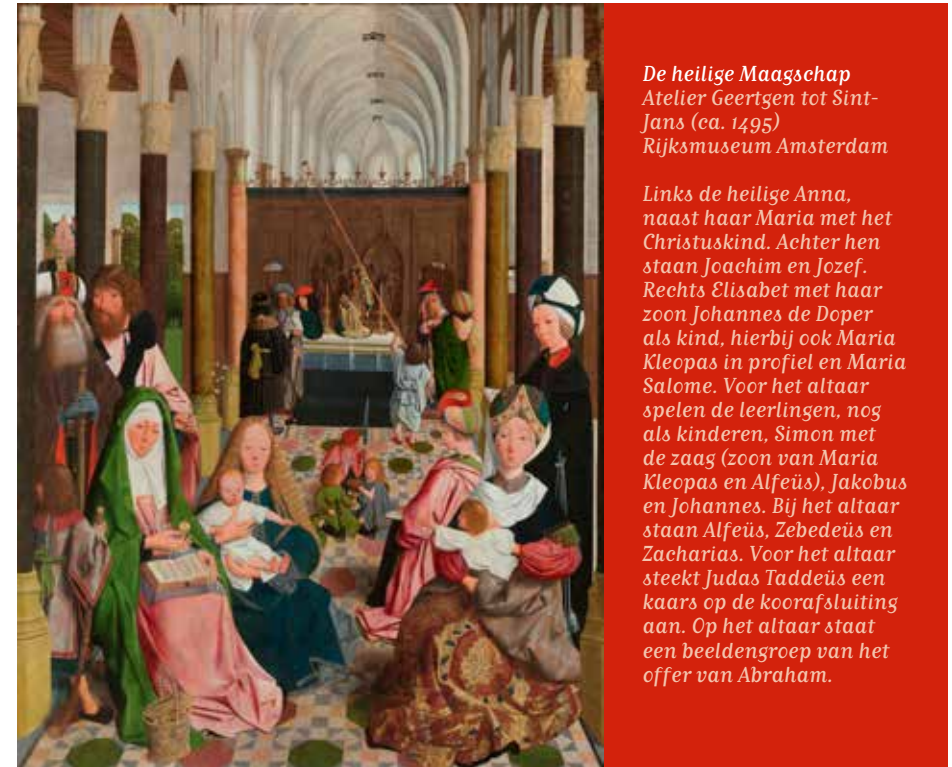 De heilige Maagschap
Atelier Geertgen tot Sint-
Jans (ca. 1495)
Rijksmuseum Amsterdam
Links de heilige Anna,
naast haar Maria met het
Christuskind. Achter hen
staan Joachim en Jozef.
Rechts Elisabet met haar
zoon Johannes de Doper
als kind, hierbij ook Maria
Kleopas in profiel en Maria
Salome. Voor het altaar
spelen de leerlingen, nog
als kinderen, Simon met
de zaag (zoon van Maria
Kleopas en Alfeüs), Jakobus
en Johannes. Bij het altaar
staan Alfeüs, Zebedeüs en
Zacharias. Voor het altaar
steekt Judas Taddeüs een
kaars op de koorafsluiting
aan. Op het altaar staat
een beeldengroep van het
offer van Abraham.